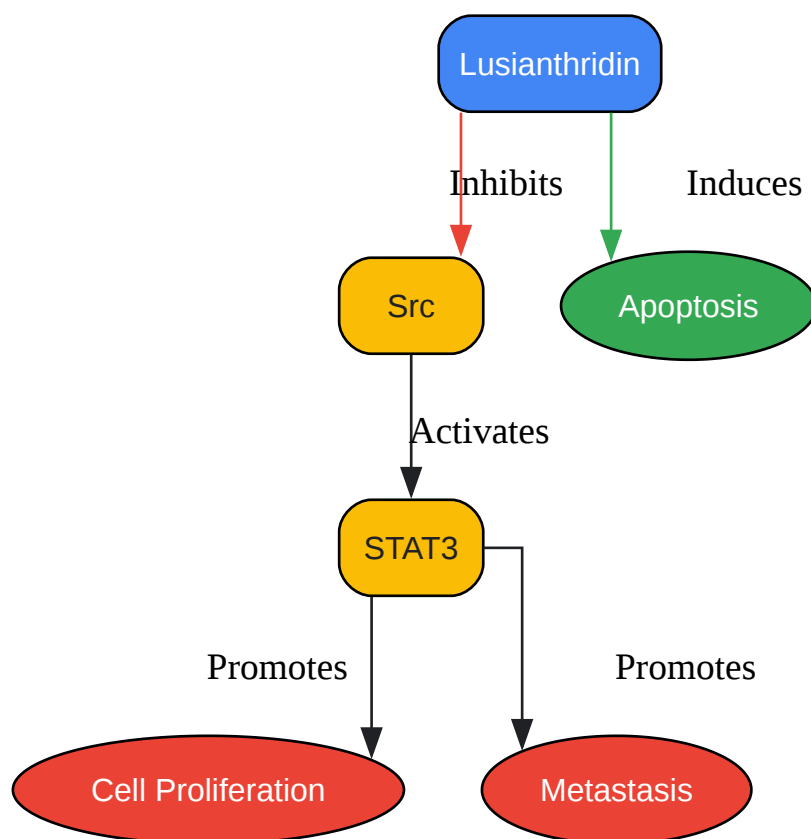 Lusianthridin
Inhibits
Induces
Src
Apoptosis
Activates
STAT3
Promotes
Promotes
Cell Proliferation
Metastasis